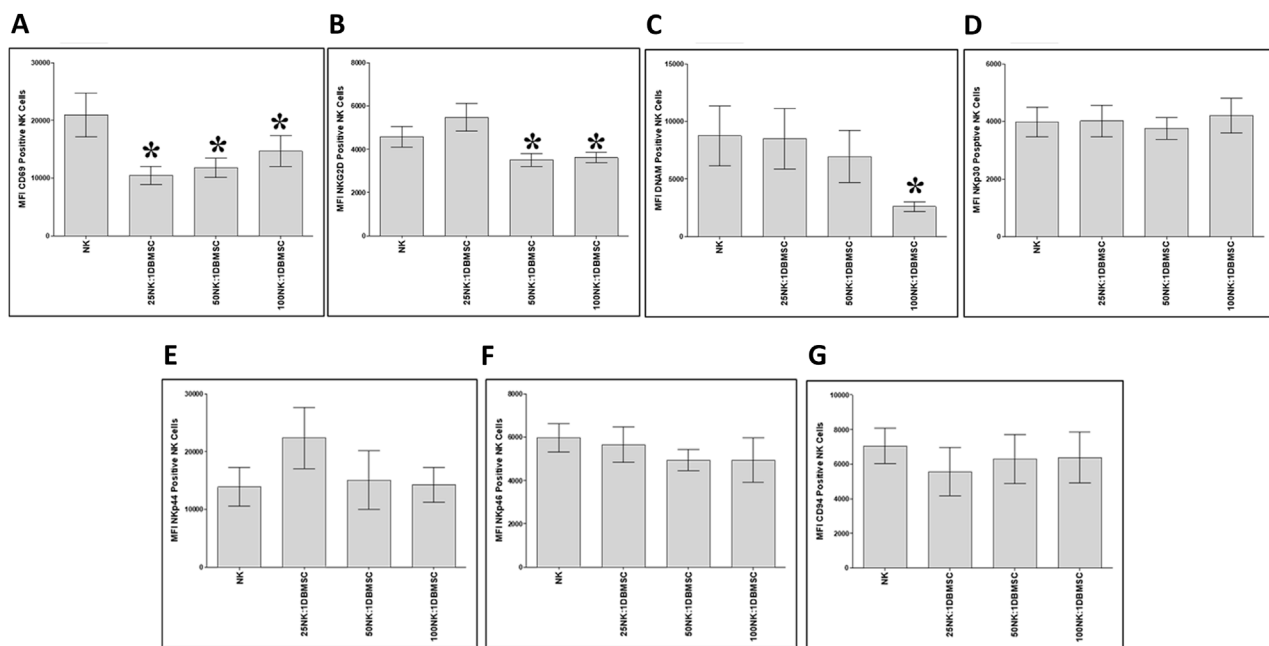 A
MFI CD69 Positive NK Cells
30000
20000
10000
0
NK
25NK:1DBMSC
50NK:1DBMSC
100NK:1DBMSC
*
*
*
B
MFI NKG2D Positive NK Cells
8000
6000
4000
2000
0
NK
25NK:1DBMSC
50NK:1DBMSC
100NK:1DBMSC
*
*
C
MFI DNAM Positive NK Cells
15000
10000
5000
0
NK
25NK:1DBMSC
50NK:1DBMSC
100NK:1DBMSC
*
D
MFI NKp30 Posptive NK Cells
6000
4000
2000
0
NK
25NK:1DBMSC
50NK:1DBMSC
100NK:1DBMSC
E
MFI NKp44 Positive NK Cells
30000
20000
10000
0
NK
25NK:1DBMSC
50NK:1DBMSC
100NK:1DBMSC
F
MFI NKp46 Positive NK Cells
8000
6000
4000
2000
0
NK
25NK:1DBMSC
50NK:1DBMSC
100NK:1DBMSC
G
MFI CD94 Positive NK Cells
10000
8000
6000
4000
2000
0
NK
25NK:1DBMSC
50NK:1DBMSC
100NK:1DBMSC